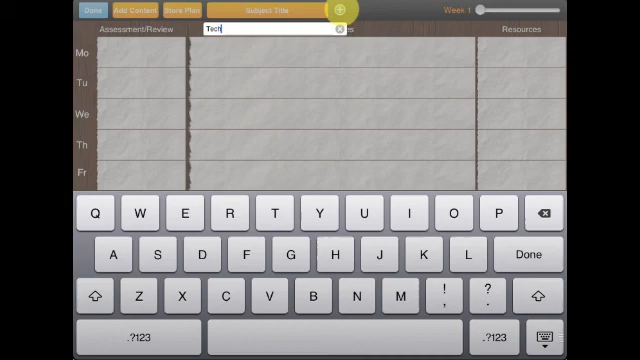 Done Add Content Store Plan Subject Title Week 1
Assessment/Review Resources
Tech
Mo
Tu
We
Th
Fr
Q W E R T Y U I O P
A S D F G H J K L Done
Z X C V B N M ! , ? .
.?123 .?123